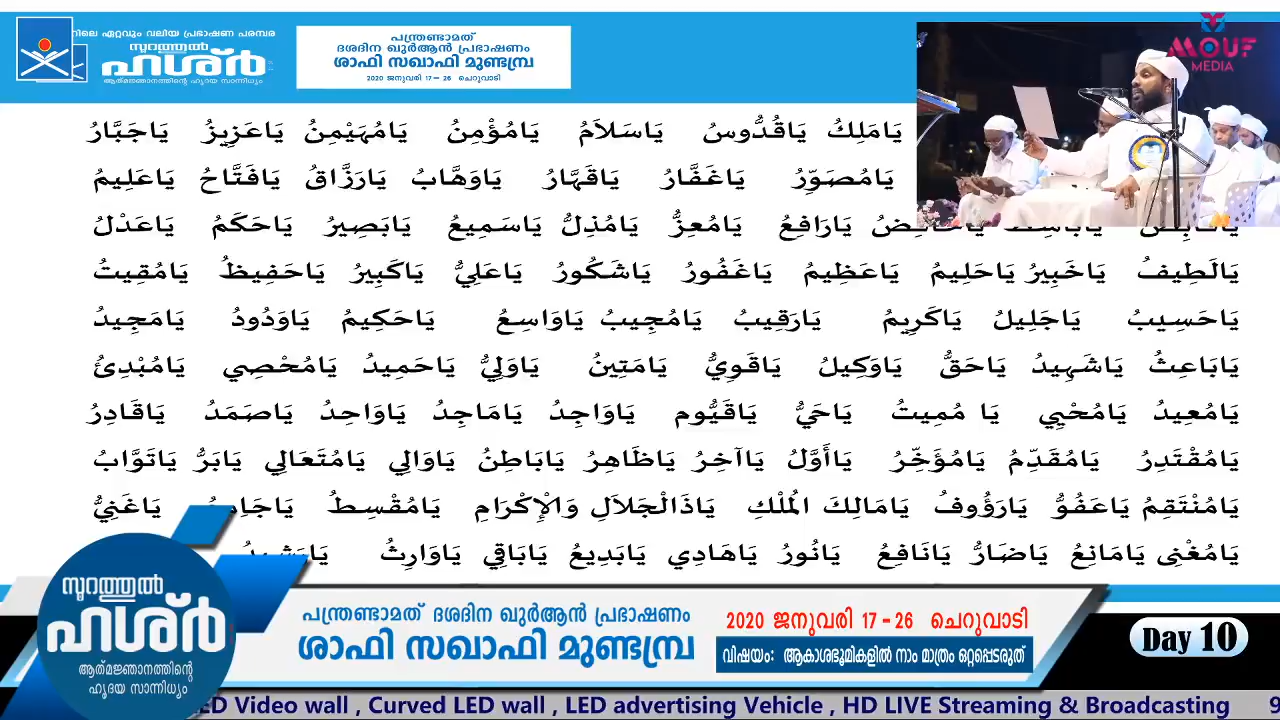 ഏറ്റവും വലിയ പ്രഭാഷണ പരമ്പര
സൂറത്തുൽ
ഹശ്ർ
ആത്മജ്ഞാനത്തിന്റെ ഹൃദയ സാന്നിധ്യം
പന്ത്രണ്ടാമത്
ദശദിന ഖുർആൻ പ്രഭാഷണം
ശാഫി സഖാഫി മുണ്ടമ്പ്ര
2020 ജനുവരി 17 - 26 ചെറുവാടി
MOUF
MEDIA
يَامَلِكُ يَاقُدُّوسُ يَاسَلاَمُ يَامُؤْمِنُ يَامُهَيْمِنُ يَاعَزِيزُ يَاجَبَّارُ
يَامُصَوِّرُ يَاغَفَّارُ يَاقَهَّارُ يَاوَهَّابُ يَارَزَّاقُ يَافَتَّاحُ يَاعَلِيمُ
يَارَافِعُ يَامُعِزُّ يَامُذِلُّ يَاسَمِيعُ يَابَصِيرُ يَاحَكَمُ يَاعَدْلُ
يَالَطِيفُ يَاخَبِيرُ يَاحَلِيمُ يَاعَظِيمُ يَاغَفُورُ يَاشَكُورُ يَاعَلِيُّ يَاكَبِيرُ يَاحَفِيظُ يَامُقِيتُ
يَاحَسِيبُ يَاجَلِيلُ يَاكَرِيمُ يَارَقِيبُ يَامُجِيبُ يَاوَاسِعُ يَاحَكِيمُ يَاوَدُودُ يَامَجِيدُ
يَابَاعِثُ يَاشَهِيدُ يَاحَقُّ يَاوَكِيلُ يَاقَوِيُّ يَامَتِينُ يَاوَلِيُّ يَاحَمِيدُ يَامُحْصِي يَامُبْدِئُ
يَامُعِيدُ يَامُحْيِي يَا مُمِيتُ يَاحَيُّ يَاقَيُّوم يَاوَاجِدُ يَامَاجِدُ يَاوَاحِدُ يَاصَمَدُ يَاقَادِرُ
يَامُقْتَدِرُ يَامُقَدِّمُ يَامُؤَخِّرُ يَاأَوَّلُ يَاآخِرُ يَاظَاهِرُ يَابَاطِنُ يَاوَالِي يَامُتَعَالِي يَابَرُّ يَاتَوَّابُ
يَامُنْتَقِمُ يَاعَفُوُّ يَارَؤُوفُ يَامَالِكَ الْمُلْكِ يَاذَالْجَلاَلِ وَالْإِكْرَامِ يَامُقْسِطُ يَاغَنِيُّ
يَامُغْنِى يَامَانِعُ يَاضَارُّ يَانَافِعُ يَانُورُ يَاهَادِي يَابَدِيعُ يَابَاقِي يَاوَارِثُ
സൂറത്തുൽ
ഹശ്ർ
ആത്മജ്ഞാനത്തിന്റെ
ഹൃദയ സാന്നിധ്യം
പന്ത്രണ്ടാമത് ദശദിന ഖുർആൻ പ്രഭാഷണം
ശാഫി സഖാഫി മുണ്ടമ്പ്ര
2020 ജനുവരി 17 - 26 ചെറുവാടി
വിഷയം: ആകാശഭൂമികളിൽ നാം മാത്രം ഒറ്റപ്പെടരുത്
Day 10
LED Video wall , Curved LED wall , LED advertising Vehicle , HD LIVE Streaming & Broadcasting 9